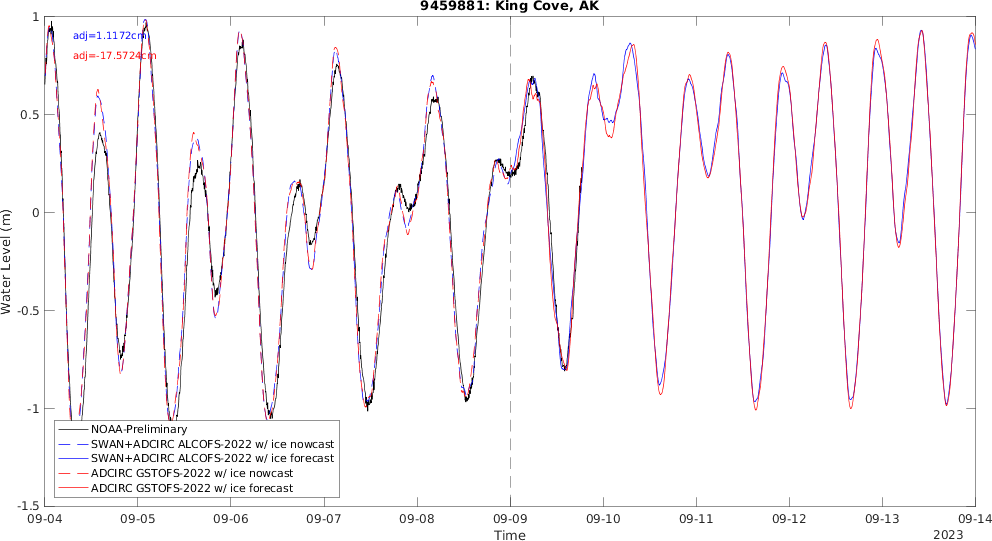 9459881: King Cove, AK
adj=1.1172cm
adj=-17.5724cm
Water Level (m)
1
0.5
0
-0.5
-1
-1.5
NOAA-Preliminary
SWAN+ADCIRC ALCOFS-2022 w/ ice nowcast
SWAN+ADCIRC ALCOFS-2022 w/ ice forecast
ADCIRC GSTOFS-2022 w/ ice nowcast
ADCIRC GSTOFS-2022 w/ ice forecast
09-04 09-05 09-06 09-07 09-08 09-09 09-10 09-11 09-12 09-13 09-14
Time
2023